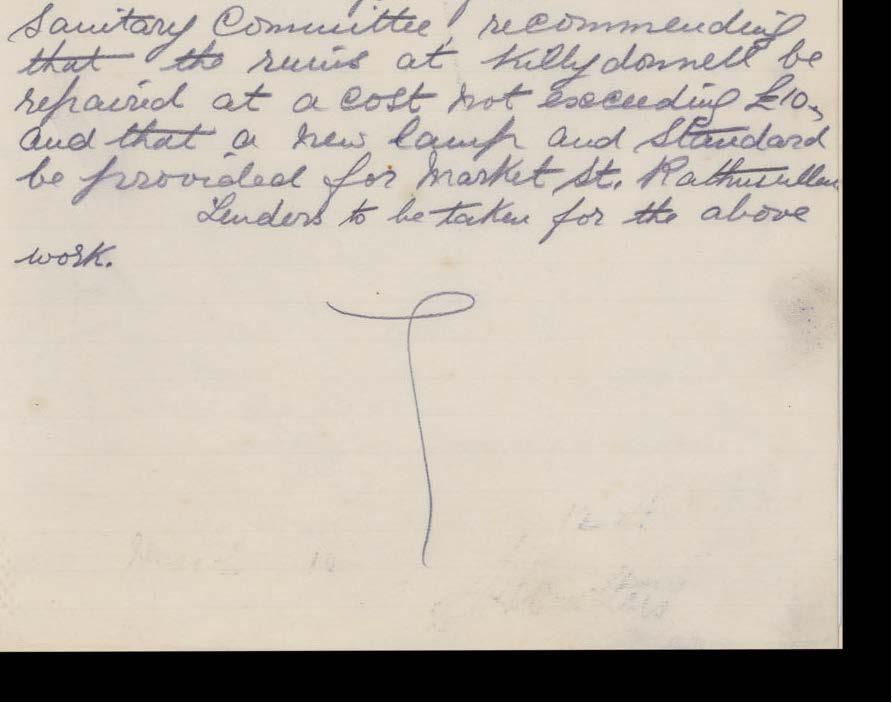 Sanitary Committee, recommending
that the ruins at Killydonnell be
repaired at a cost not exceeding £10,
and that a new lamp and Standard
be provided for Market St. Rathmullan
Tenders to be taken for the above
work.